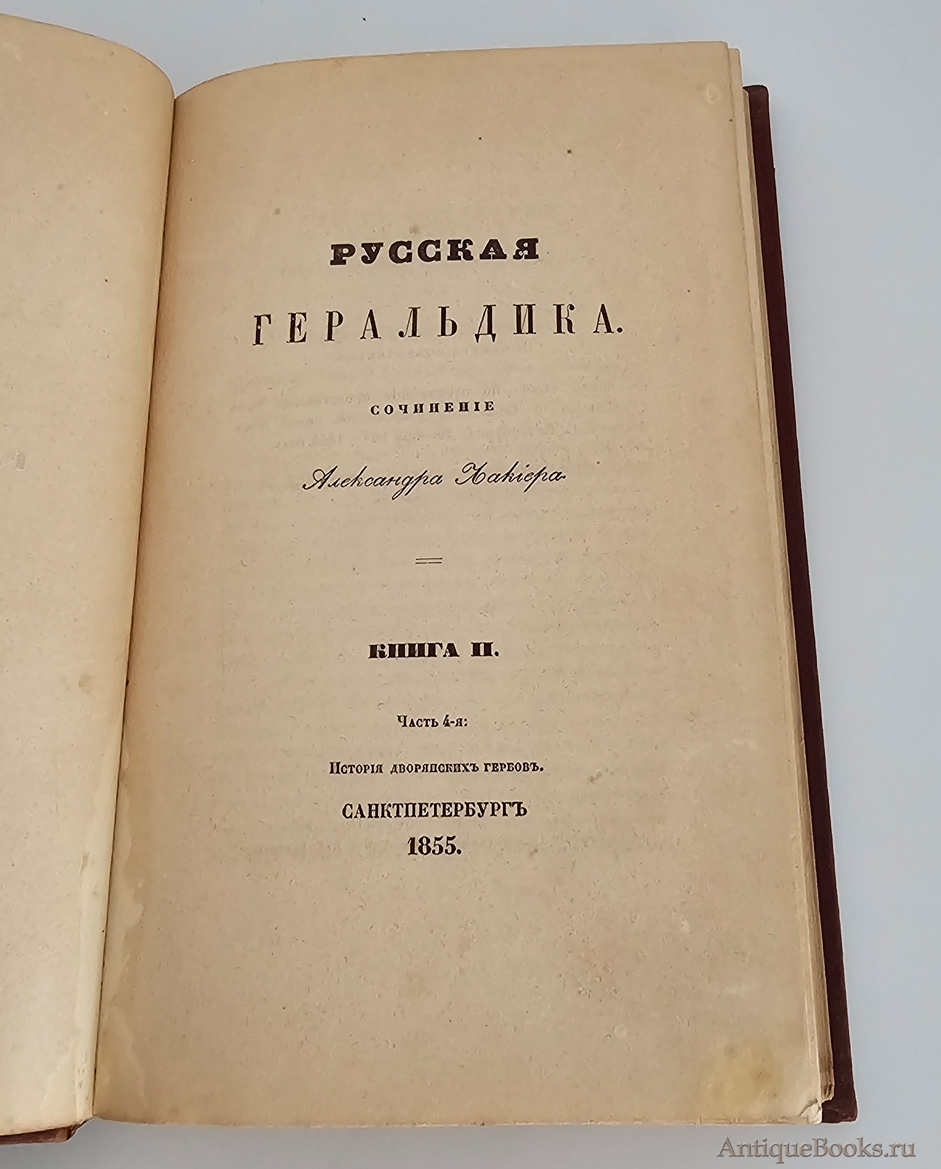 РУССКАЯ
ГЕРАЛЬДИКА.
СОЧИНЕНІЕ
Александра Лакіера
КНИГА II.
Часть 4-я:
Исторія дворянскихъ гербовъ.
САНКТПЕТЕРБУРГЪ
1855.
AntiqueBooks.ru